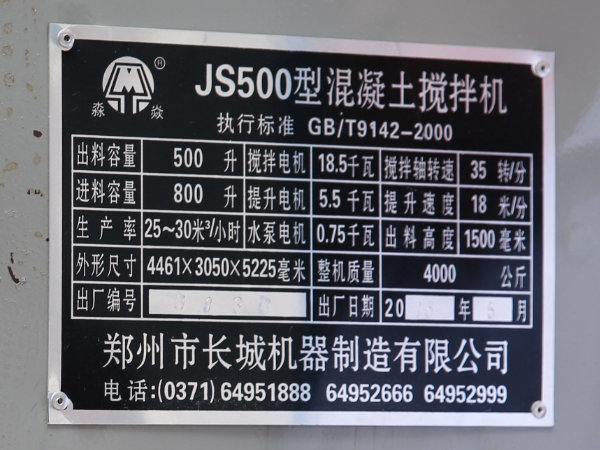 淼 焱 ®
JS500型混凝土搅拌机
执行标准 GB/T9142-2000
出料容量 500 升 搅拌电机 18.5千瓦 搅拌轴转速 35 转/分
进料容量 800 升 提升电机 5.5千瓦 提升速度 18 米/分
生产率 25~30米³/小时 水泵电机 0.75千瓦 出料高度 1500毫米
外形尺寸 4461×3050×5225毫米 整机质量 4000 公斤
出厂编号 出厂日期 20 年 月
郑州市长城机器制造有限公司
电话:(0371)64951888 64952666 64952999